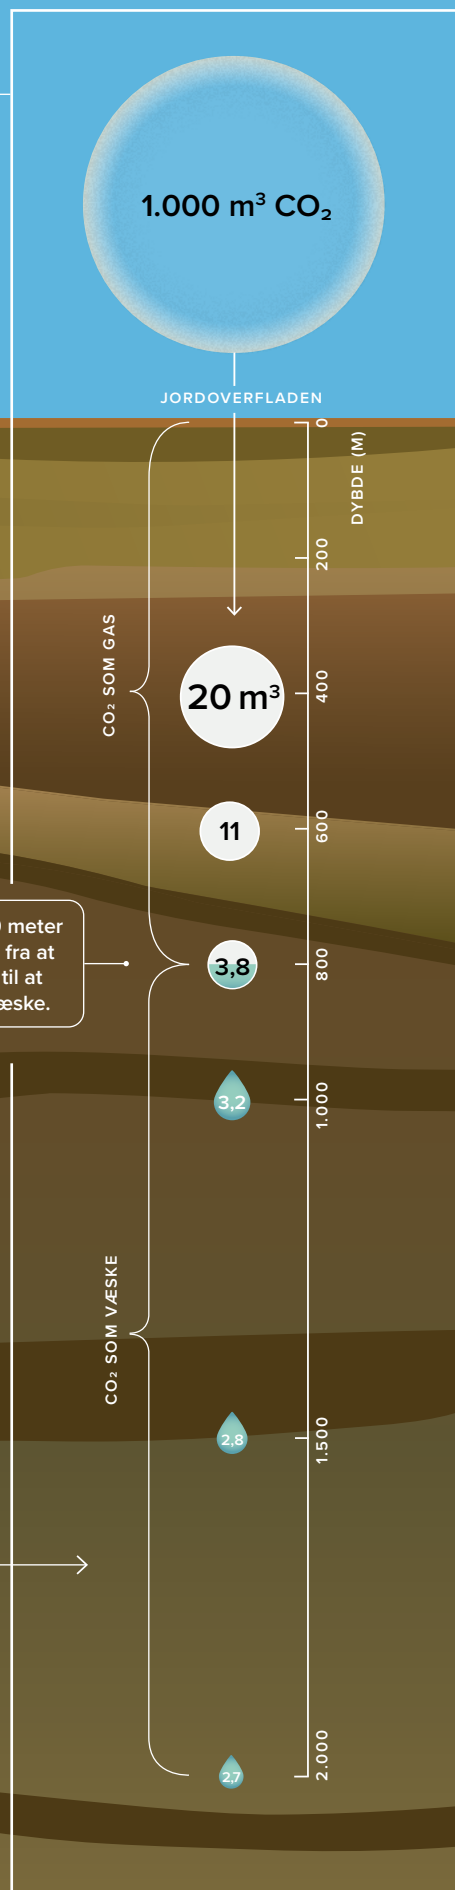 1.000 m³ CO₂
JORDOVERFLADEN
0
DYBDE (M)
200
CO₂ SOM GAS
400
20 m³
600
11
meter
fra at
til at
800
3,8
1.000
3,2
CO₂ SOM VÆSKE
1.500
2,8
2.000
2,7